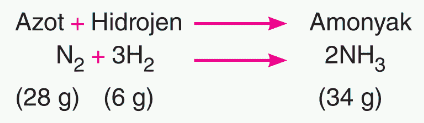 Azot + Hidrojen ⟶ Amonyak
N₂ + 3H₂ ⟶ 2NH₃
(28 g) (6 g) (34 g)